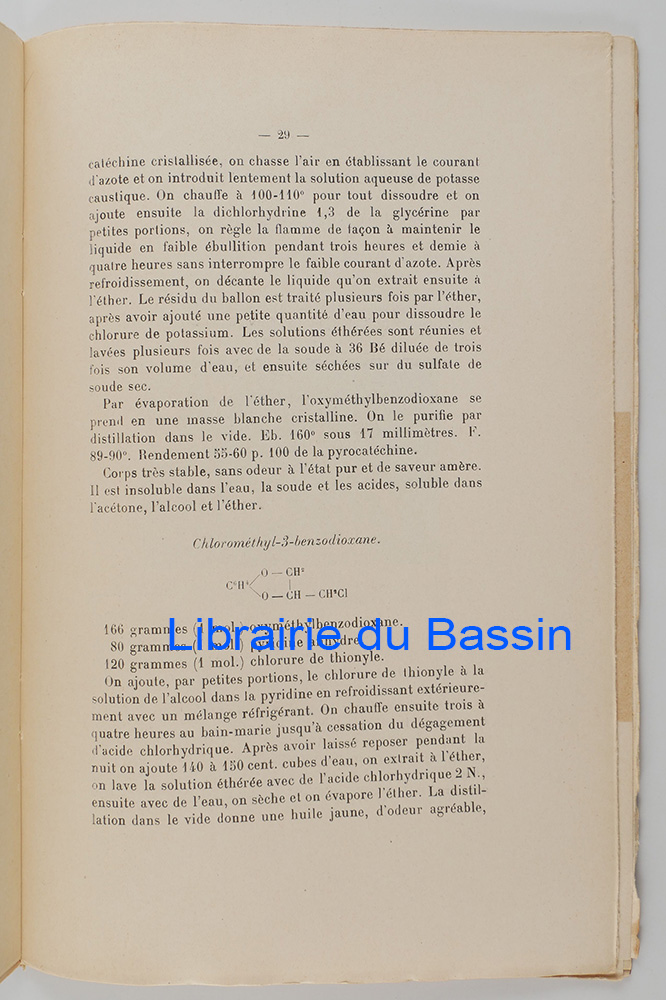 — 29 —
catéchine cristallisée, on chasse l'air en établissant le courant
d'azote et on introduit lentement la solution aqueuse de potasse
caustique. On chauffe à 100-110° pour tout dissoudre et on
ajoute ensuite la dichlorhydrine 1,3 de la glycérine par
petites portions, on règle la flamme de façon à maintenir le
liquide en faible ébullition pendant trois heures et demie à
quatre heures sans interrompre le faible courant d'azote. Après
refroidissement, on décante le liquide qu'on extrait ensuite à
l'éther. Le résidu du ballon est traité plusieurs fois par l'éther,
après avoir ajouté une petite quantité d'eau pour dissoudre le
chlorure de potassium. Les solutions éthérées sont réunies et
lavées plusieurs fois avec de la soude à 36 Bé diluée de trois
fois son volume d'eau, et ensuite séchées sur du sulfate de
soude sec.
Par évaporation de l'éther, l'oxyméthylbenzodioxane se
prend en une masse blanche cristalline. On le purifie par
distillation dans le vide. Eb. 160° sous 17 millimètres. F.
89-90°. Rendement 55-60 p. 100 de la pyrocatéchine.
Corps très stable, sans odeur à l'état pur et de saveur amère.
Il est insoluble dans l'eau, la soude et les acides, soluble dans
l'acétone, l'alcool et l'éther.
Chlorométhyl-3-benzodioxane.
O — CH²
C⁶H⁴
O — CH — CH²Cl
166 grammes (1 mol.) oxyméthylbenzodioxane.
Librairie du Bassin
80 grammes (1 mol.) pyridine anhydre.
120 grammes (1 mol.) chlorure de thionyle.
On ajoute, par petites portions, le chlorure de thionyle à la
solution de l'alcool dans la pyridine en refroidissant extérieure-
ment avec un mélange réfrigérant. On chauffe ensuite trois à
quatre heures au bain-marie jusqu'à cessation du dégagement
d'acide chlorhydrique. Après avoir laissé reposer pendant la
nuit on ajoute 140 à 150 cent. cubes d'eau, on extrait à l'éther,
on lave la solution éthérée avec de l'acide chlorhydrique 2 N.,
ensuite avec de l'eau, on sèche et on évapore l'éther. La distil-
lation dans le vide donne une huile jaune, d'odeur agréable,